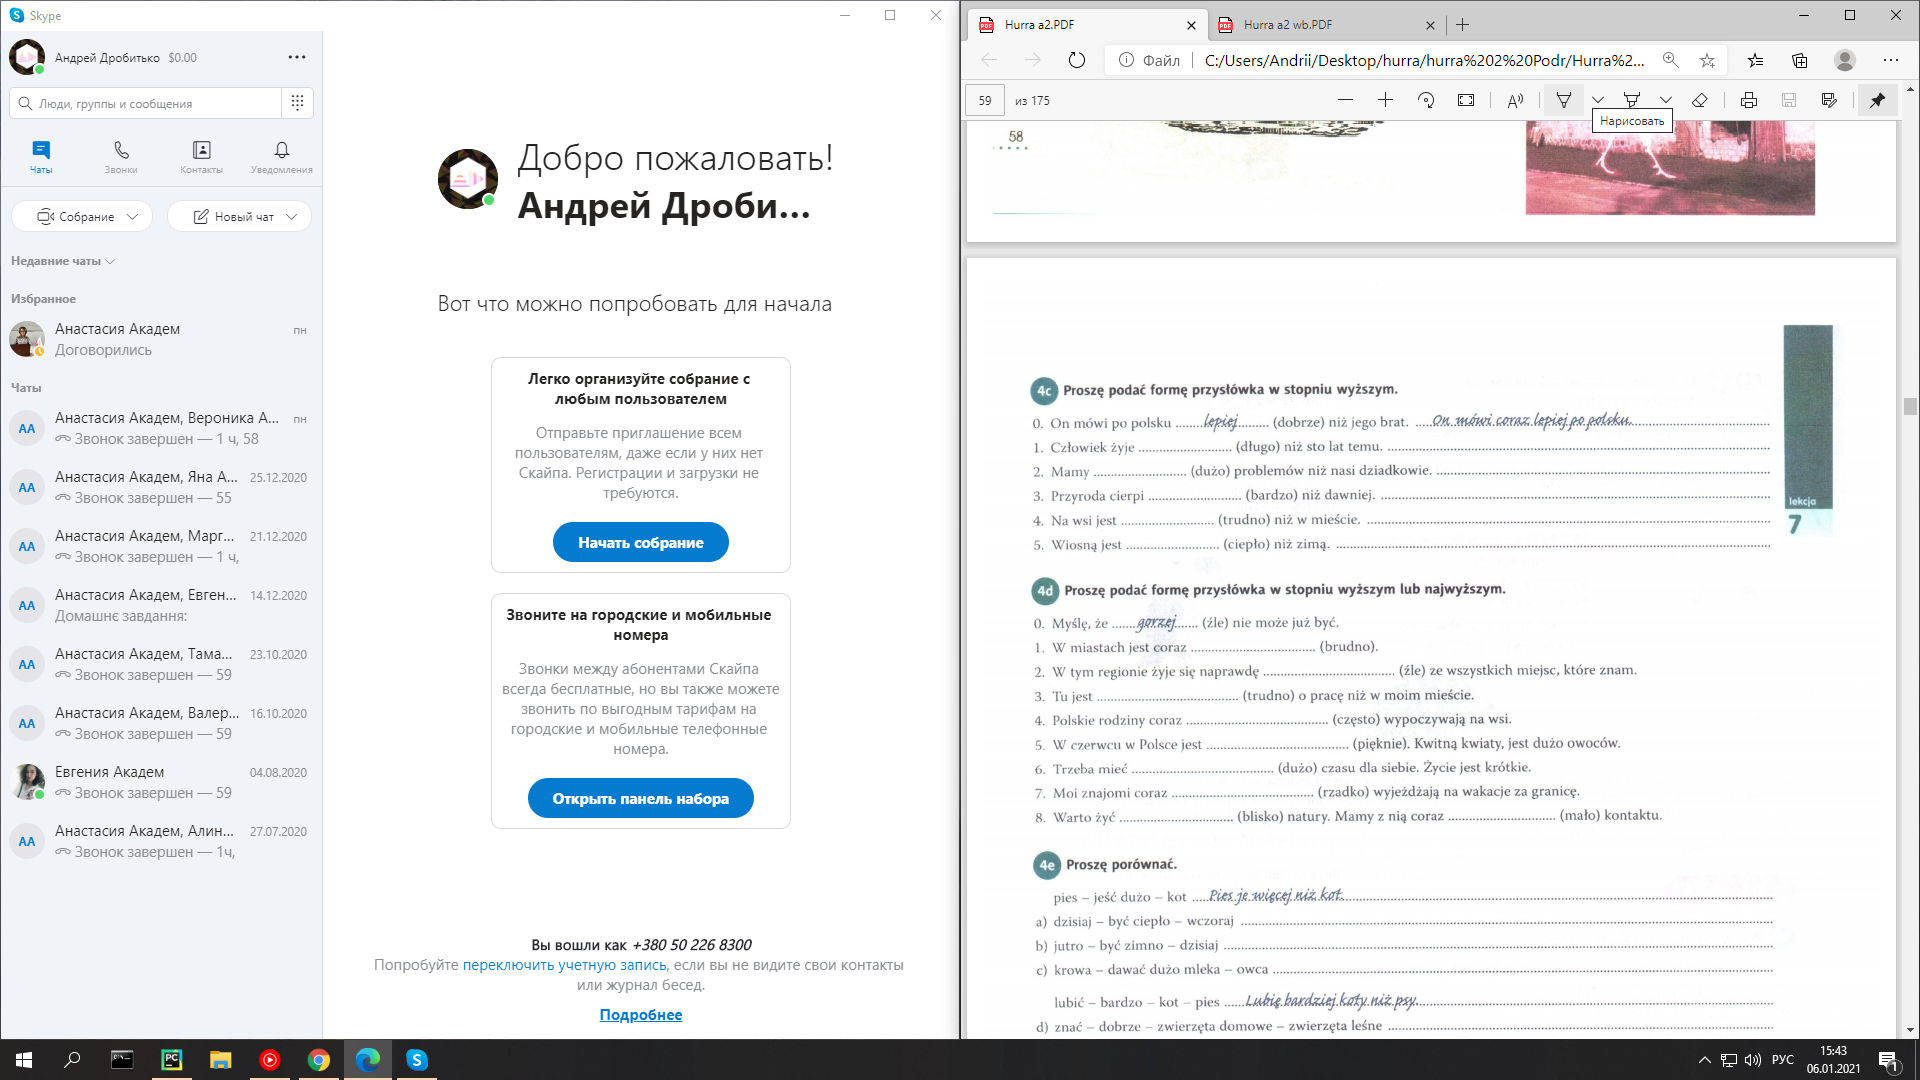 Skype
Андрей Дробитько $0.00
Люди, группы и сообщения
Чаты Звонки Контакты Уведомления
Собрание Новый чат
Недавние чаты
Избранное
Анастасия Академ пн
Договорились
Чаты
AA Анастасия Академ, Вероника А... пн
Звонок завершен — 1 ч, 58
AA Анастасия Академ, Яна А... 25.12.2020
Звонок завершен — 55
AA Анастасия Академ, Марг... 21.12.2020
Звонок завершен — 1 ч,
AA Анастасия Академ, Евген... 14.12.2020
Домашнє завдання:
AA Анастасия Академ, Тама... 23.10.2020
Звонок завершен — 59
AA Анастасия Академ, Валер... 16.10.2020
Звонок завершен — 59
Евгения Академ 04.08.2020
Звонок завершен — 59
AA Анастасия Академ, Алин... 27.07.2020
Звонок завершен — 1ч,
Добро пожаловать!
Андрей Дроби...
Вот что можно попробовать для начала
Легко организуйте собрание с
любым пользователем
Отправьте приглашение всем
пользователям, даже если у них нет
Скайпа. Регистрации и загрузки не
требуются.
Начать собрание
Звоните на городские и мобильные
номера
Звонки между абонентами Скайпа
всегда бесплатные, но вы также можете
звонить по выгодным тарифам на
городские и мобильные телефонные
номера.
Открыть панель набора
Вы вошли как +380 50 226 8300
Попробуйте переключить учетную запись, если вы не видите свои контакты
или журнал бесед.
Подробнее
Hurra a2.PDF Hurra a2 wb.PDF
Файл C:/Users/Andrii/Desktop/hurra/hurra%202%20Podr/Hurra%2...
59 из 175
Нарисовать
58
lekcja
7
4c Proszę podać formę przysłówka w stopniu wyższym.
0. On mówi po polsku ........lepiej........ (dobrze) niż jego brat. ....On mówi coraz lepiej po polsku.....
1. Człowiek żyje ........................ (długo) niż sto lat temu. ........................
2. Mamy ........................ (dużo) problemów niż nasi dziadkowie. ........................
3. Przyroda cierpi ........................ (bardzo) niż dawniej. ........................
4. Na wsi jest ........................ (trudno) niż w mieście. ........................
5. Wiosną jest ........................ (ciepło) niż zimą. ........................
4d Proszę podać formę przysłówka w stopniu wyższym lub najwyższym.
0. Myślę, że ......gorzej...... (źle) nie może już być.
1. W miastach jest coraz ........................ (brudno).
2. W tym regionie żyje się naprawdę ........................ (źle) ze wszystkich miejsc, które znam.
3. Tu jest ........................ (trudno) o pracę niż w moim mieście.
4. Polskie rodziny coraz ........................ (często) wypoczywają na wsi.
5. W czerwcu w Polsce jest ........................ (pięknie). Kwitną kwiaty, jest dużo owoców.
6. Trzeba mieć ........................ (dużo) czasu dla siebie. Życie jest krótkie.
7. Moi znajomi coraz ........................ (rzadko) wyjeżdżają na wakacje za granicę.
8. Warto żyć ........................ (blisko) natury. Mamy z nią coraz ........................ (mało) kontaktu.
4e Proszę porównać.
pies – jeść dużo – kot ....Pies je więcej niż kot.....
a) dzisiaj – być ciepło – wczoraj ........................
b) jutro – być zimno – dzisiaj ........................
c) krowa – dawać dużo mleka – owca ........................
lubić – bardzo – kot – pies ....Lubię bardziej koty niż psy.....
d) znać – dobrze – zwierzęta domowe – zwierzęta leśne ........................
РУС 15:43
06.01.2021
1